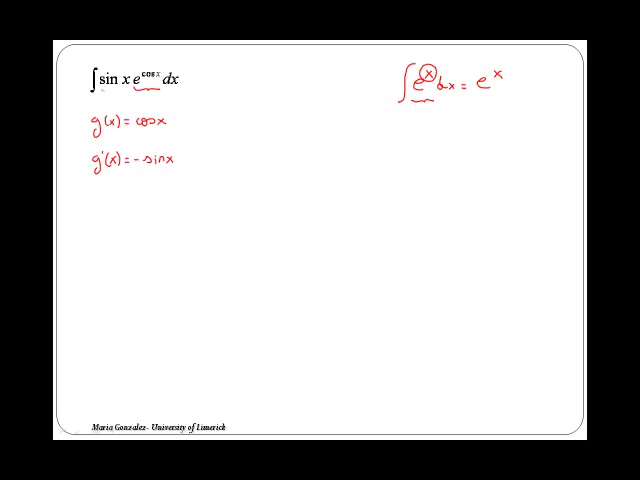 ∫ sin x e^{cos x} dx
∫ e^x dx = e^x
g(x) = cos x
g'(x) = - sin x
Maria Gonzalez - University of Limerick